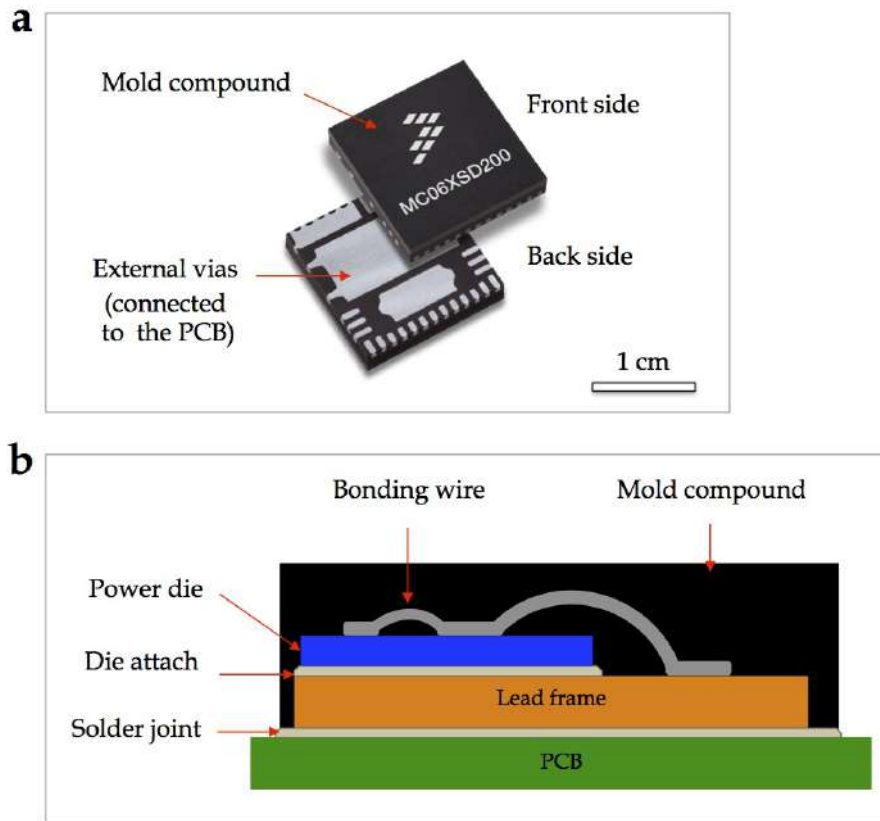 a
Mold compound
Front side
MC06XSD200
External vias
(connected
to the PCB)
Back side
1 cm
b
Bonding wire
Mold compound
Power die
Die attach
Lead frame
Solder joint
PCB